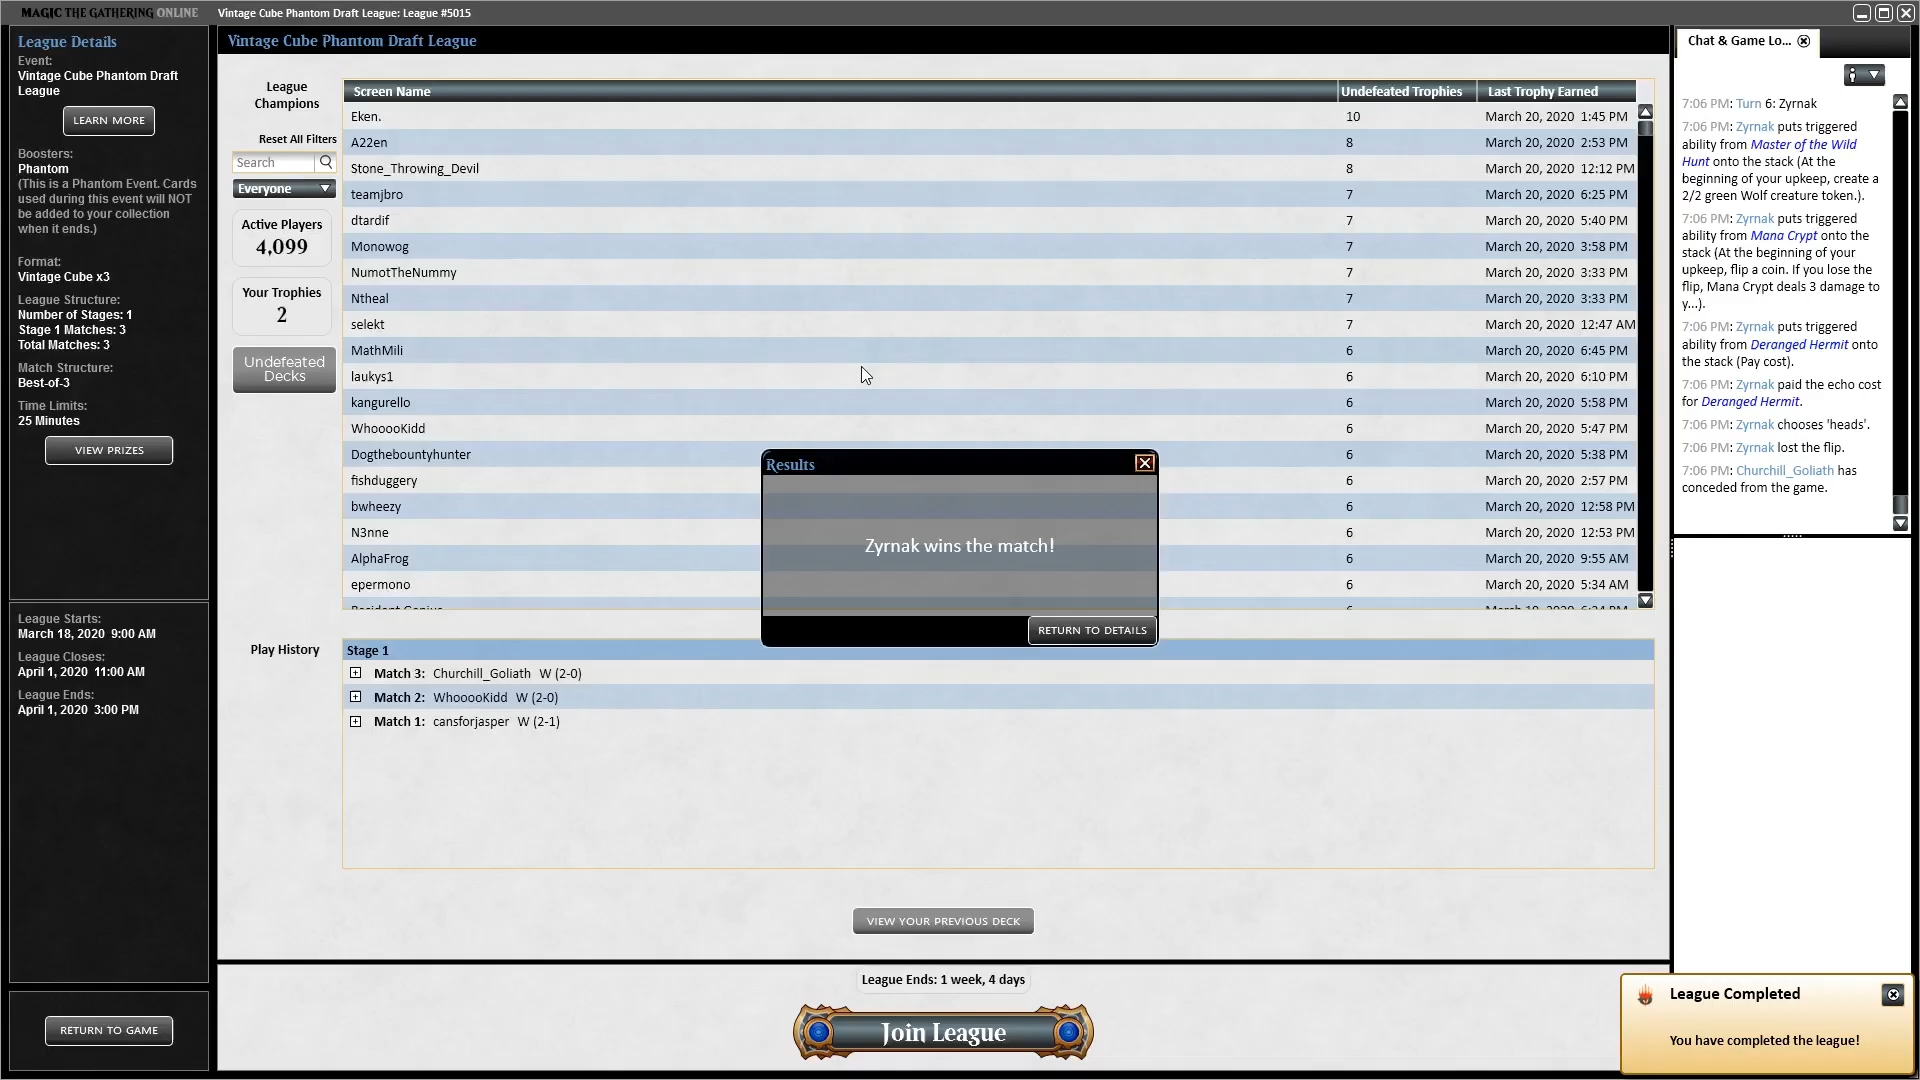 MAGIC THE GATHERING ONLINE
Vintage Cube Phantom Draft League: League #5015
League Details
Event:
Vintage Cube Phantom Draft
League
LEARN MORE
Boosters:
Phantom
(This is a Phantom Event. Cards
used during this event will NOT
be added to your collection
when it ends.)
Format:
Vintage Cube x3
League Structure:
Number of Stages: 1
Stage 1 Matches: 3
Total Matches: 3
Match Structure:
Best-of-3
Time Limits:
25 Minutes
VIEW PRIZES
League Starts:
March 18, 2020 9:00 AM
League Closes:
April 1, 2020 11:00 AM
League Ends:
April 1, 2020 3:00 PM
RETURN TO GAME
Vintage Cube Phantom Draft League
League
Champions
Reset All Filters
Search
Everyone
Active Players
4,099
Your Trophies
2
Undefeated
Decks
Screen Name Undefeated Trophies Last Trophy Earned
Eken. 10 March 20, 2020 1:45 PM
A22en 8 March 20, 2020 2:53 PM
Stone_Throwing_Devil 8 March 20, 2020 12:12 PM
teamjbro 7 March 20, 2020 6:25 PM
dtardif 7 March 20, 2020 5:40 PM
Monowog 7 March 20, 2020 3:58 PM
NumotTheNummy 7 March 20, 2020 3:33 PM
Ntheal 7 March 20, 2020 3:33 PM
selekt 7 March 20, 2020 12:47 AM
MathMili 6 March 20, 2020 6:45 PM
laukys1 6 March 20, 2020 6:10 PM
kangurello 6 March 20, 2020 5:58 PM
WhooooKidd 6 March 20, 2020 5:47 PM
Dogthebountyhunter 6 March 20, 2020 5:38 PM
fishduggery 6 March 20, 2020 2:57 PM
bwheezy 6 March 20, 2020 12:58 PM
N3nne 6 March 20, 2020 12:53 PM
AlphaFrog 6 March 20, 2020 9:55 AM
epermono 6 March 20, 2020 5:34 AM
Results
Zyrnak wins the match!
RETURN TO DETAILS
Play History
Stage 1
Match 3: Churchill_Goliath W (2-0)
Match 2: WhooooKidd W (2-0)
Match 1: cansforjasper W (2-1)
VIEW YOUR PREVIOUS DECK
League Ends: 1 week, 4 days
Join League
Chat & Game Lo...
7:06 PM: Turn 6: Zyrnak
7:06 PM: Zyrnak puts triggered
ability from Master of the Wild
Hunt onto the stack (At the
beginning of your upkeep, create a
2/2 green Wolf creature token.).
7:06 PM: Zyrnak puts triggered
ability from Mana Crypt onto the
stack (At the beginning of your
upkeep, flip a coin. If you lose the
flip, Mana Crypt deals 3 damage to
y...).
7:06 PM: Zyrnak puts triggered
ability from Deranged Hermit onto
the stack (Pay cost).
7:06 PM: Zyrnak paid the echo cost
for Deranged Hermit.
7:06 PM: Zyrnak chooses 'heads'.
7:06 PM: Zyrnak lost the flip.
7:06 PM: Churchill_Goliath has
conceded from the game.
League Completed
You have completed the league!